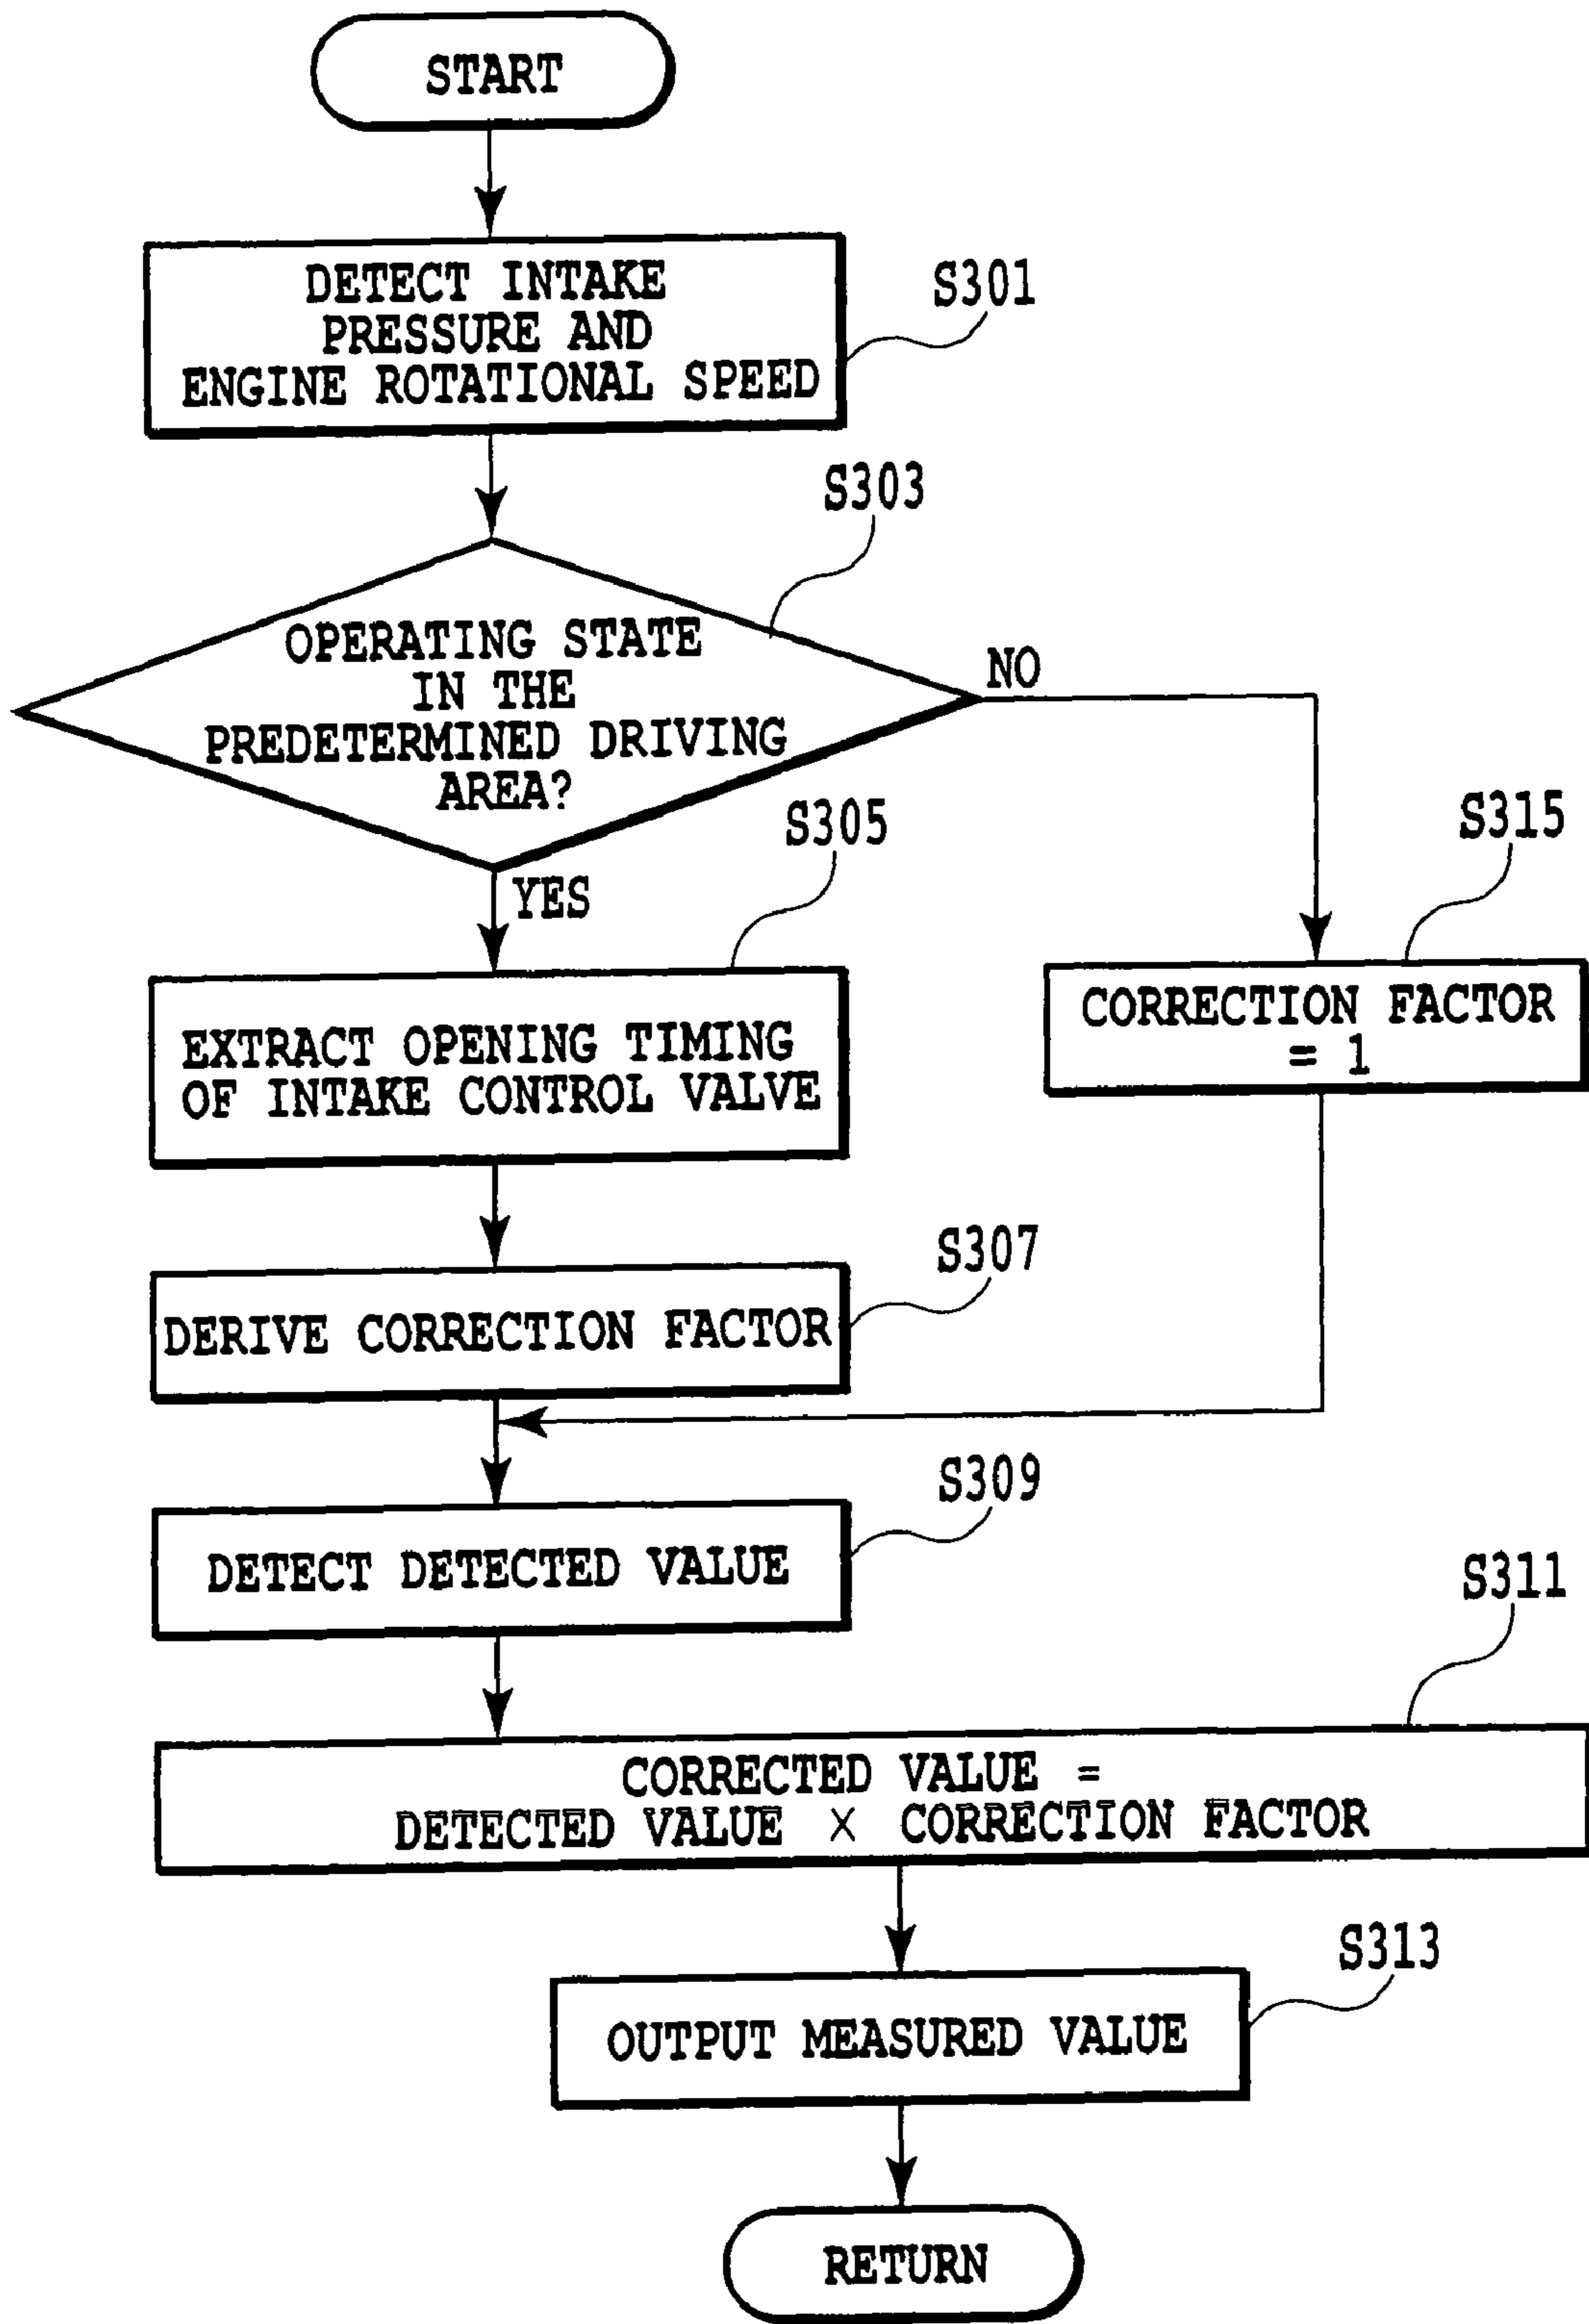 START
DETECT INTAKE
PRESSURE AND
ENGINE ROTATIONAL SPEED
S301
S303
OPERATING STATE
IN THE
PREDETERMINED DRIVING
AREA?
NO
YES
S305
EXTRACT OPENING TIMING
OF INTAKE CONTROL VALVE
S315
CORRECTION FACTOR
= 1
S307
DERIVE CORRECTION FACTOR
S309
DETECT DETECTED VALUE
S311
CORRECTED VALUE =
DETECTED VALUE × CORRECTION FACTOR
S313
OUTPUT MEASURED VALUE
RETURN